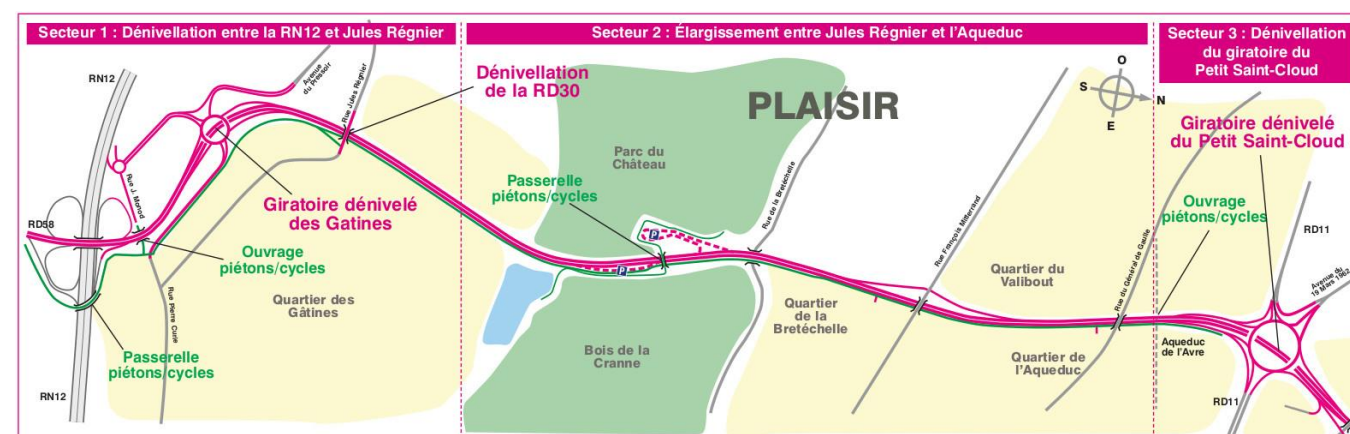 Secteur 1 : Dénivellation entre la RN12 et Jules Régnier
Secteur 2 : Élargissement entre Jules Régnier et l'Aqueduc
Secteur 3 : Dénivellation
du giratoire du
Petit Saint-Cloud
RN12
Avenue
du Pressoir
Rue Jules Régnier
Dénivellation
de la RD30
PLAISIR
O
S
N
E
Giratoire dénivelé
du Petit Saint-Cloud
Parc du
Château
Passerelle
piétons/cycles
Rue de la Bretéchelle
Rue François Mitterrand
Rue du Général de Gaulle
Ouvrage
piétons/cycles
RD11
Avenue du
19 Mars 1962
Rue J. Monod
RD58
Giratoire dénivelé
des Gatines
Ouvrage
piétons/cycles
Quartier des
Gâtines
Rue Pierre Curie
P
P
Quartier du
Valibout
Quartier
de la
Bretéchelle
Bois de la
Cranne
Quartier de
l'Aqueduc
Aqueduc
de l'Avre
Passerelle
piétons/cycles
RN12
RD11